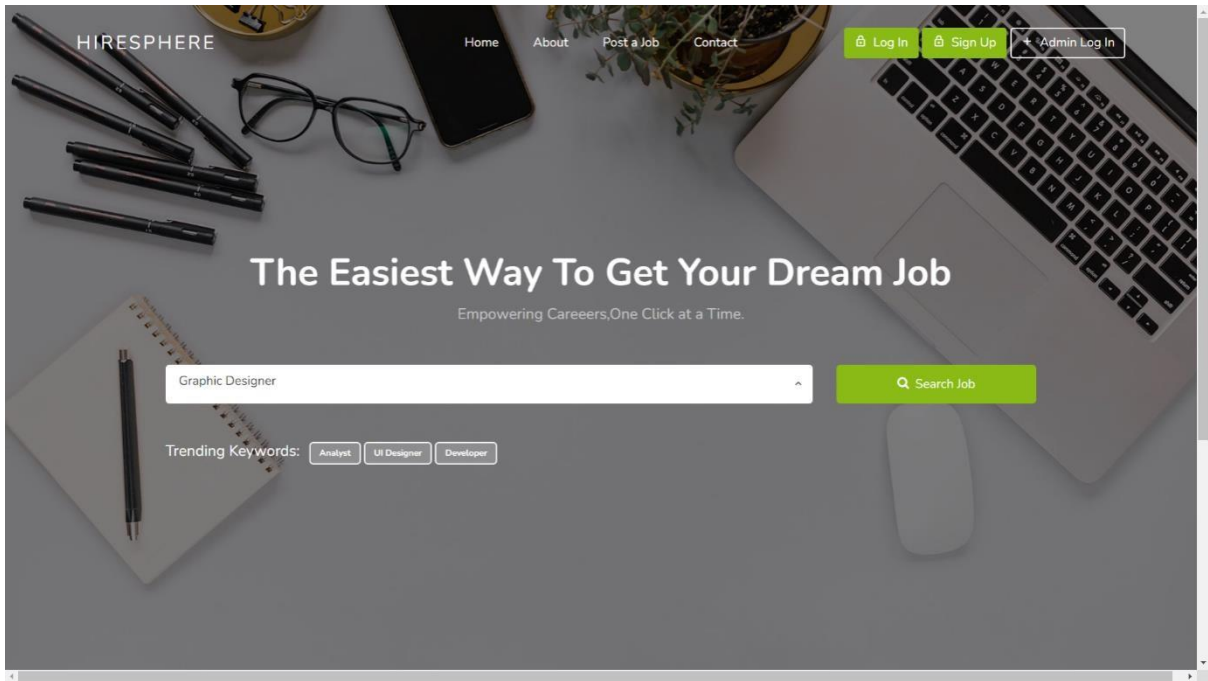 HIRESPHERE
Home About Post a Job Contact Log In Sign Up + Admin Log In
The Easiest Way To Get Your Dream Job
Empowering Careeers,One Click at a Time.
Graphic Designer
Search Job
Trending Keywords: Analyst UI Designer Developer